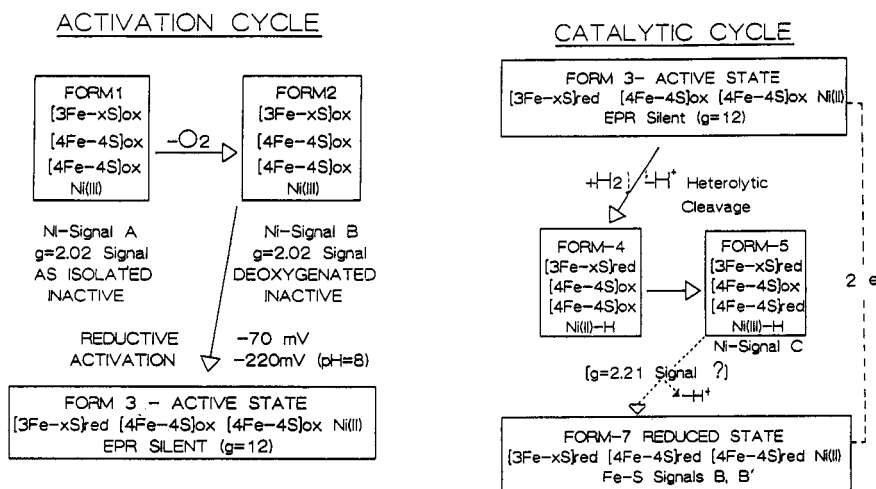 ACTIVATION CYCLE
FORM1
[3Fe-xS]ox
[4Fe-4S]ox
[4Fe-4S]ox
Ni(III)
-O2
FORM2
[3Fe-xS]ox
[4Fe-4S]ox
[4Fe-4S]ox
Ni(III)
Ni-Signal A
g=2.02 Signal
AS ISOLATED
INACTIVE
Ni-Signal B
g=2.02 Signal
DEOXYGENATED
INACTIVE
REDUCTIVE
ACTIVATION
-70 mV
-220mV (pH=8)
FORM 3 - ACTIVE STATE
[3Fe-xS]red [4Fe-4S]ox [4Fe-4S]ox Ni(II)
EPR SILENT (g=12)
CATALYTIC CYCLE
FORM 3- ACTIVE STATE
[3Fe-xS]red [4Fe-4S]ox [4Fe-4S]ox Ni(II)
EPR Silent (g=12)
+H2 -H+ Heterolytic
Cleavage
FORM-4
[3Fe-xS]red
[4Fe-4S]ox
[4Fe-4S]ox
Ni(II)-H
FORM-5
[3Fe-xS]red
[4Fe-4S]ox
[4Fe-4S]red
Ni(III)-H
Ni-Signal C
2 e
[g=2.21 Signal ?]
-H+
FORM-7 REDUCED STATE
[3Fe-xS]red [4Fe-4S]red [4Fe-4S]red Ni(II)
Fe-S Signals B, B'